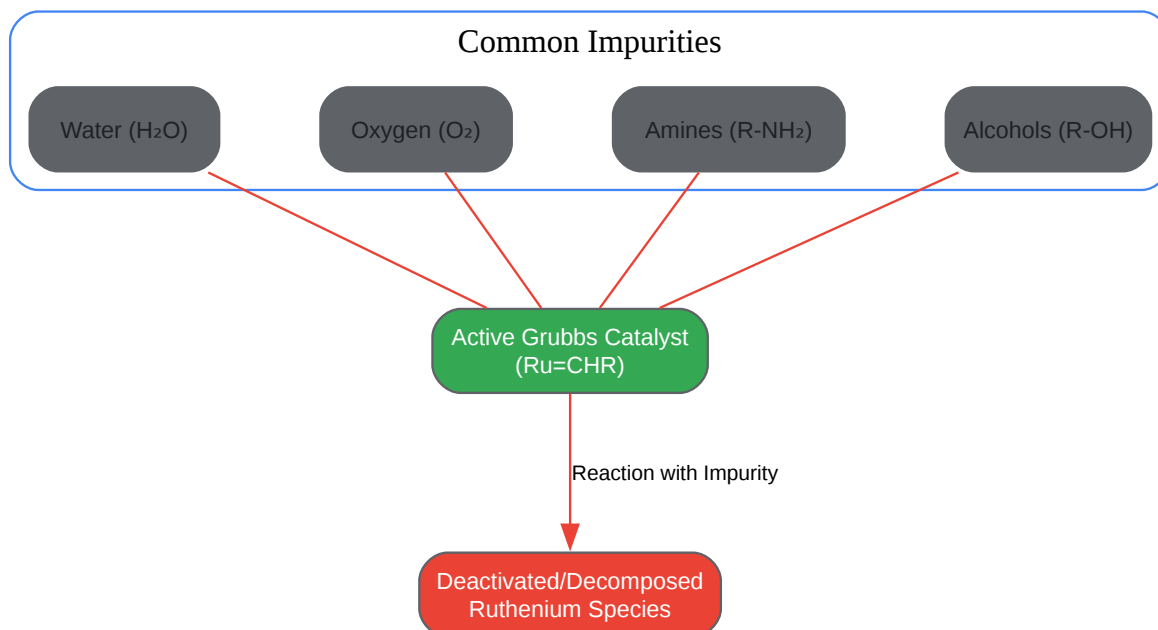 Common Impurities
Water (H₂O)
Oxygen (O₂)
Amines (R-NH₂)
Alcohols (R-OH)
Active Grubbs Catalyst
(Ru=CHR)
Reaction with Impurity
Deactivated/Decomposed
Ruthenium Species